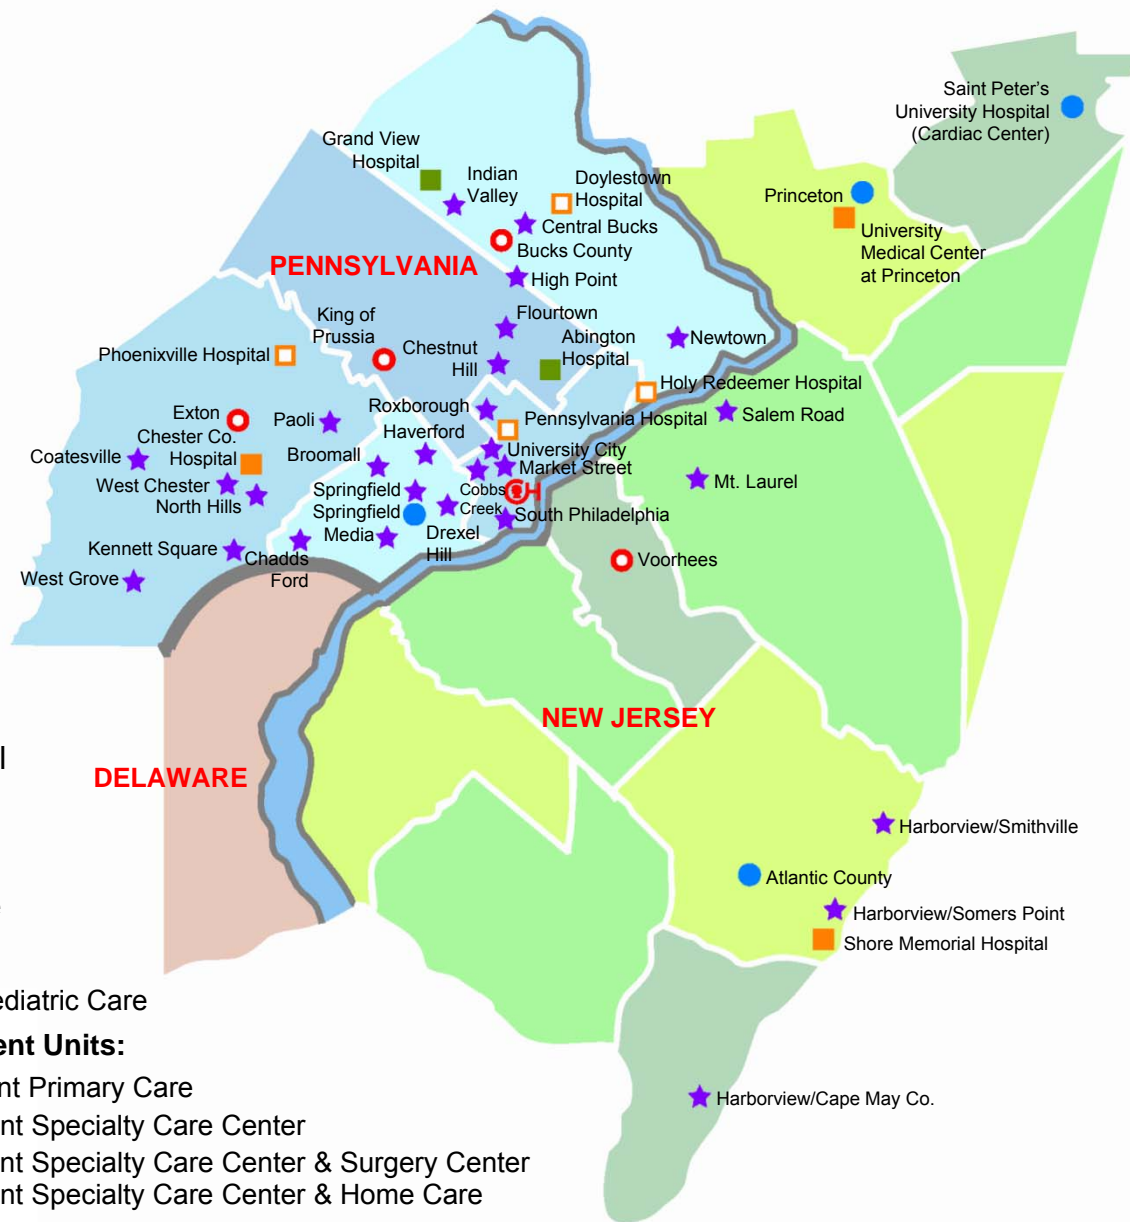 Saint Peter's
University Hospital
(Cardiac Center)
Grand View
Hospital
Indian
Valley
Doylestown
Hospital
Princeton
Central Bucks
University
Medical Center
at Princeton
Bucks County
PENNSYLVANIA
High Point
King of
Prussia
Flourtown
Abington
Hospital
Newtown
Phoenixville Hospital
Chestnut
Hill
Holy Redeemer Hospital
Roxborough
Pennsylvania Hospital
Salem Road
Exton
Paoli
Haverford
Chester Co.
Hospital
Broomall
University City
Coatesville
Market Street
West Chester
North Hills
Springfield
Cobbs
Creek
Mt. Laurel
Springfield
South Philadelphia
Media
Drexel
Hill
Kennett Square
Chadds
Ford
Voorhees
West Grove
NEW JERSEY
l
DELAWARE
Harborview/Smithville
Atlantic County
Harborview/Somers Point
Shore Memorial Hospital
ediatric Care
ent Units:
nt Primary Care
Harborview/Cape May Co.
nt Specialty Care Center
nt Specialty Care Center & Surgery Center
nt Specialty Care Center & Home Care